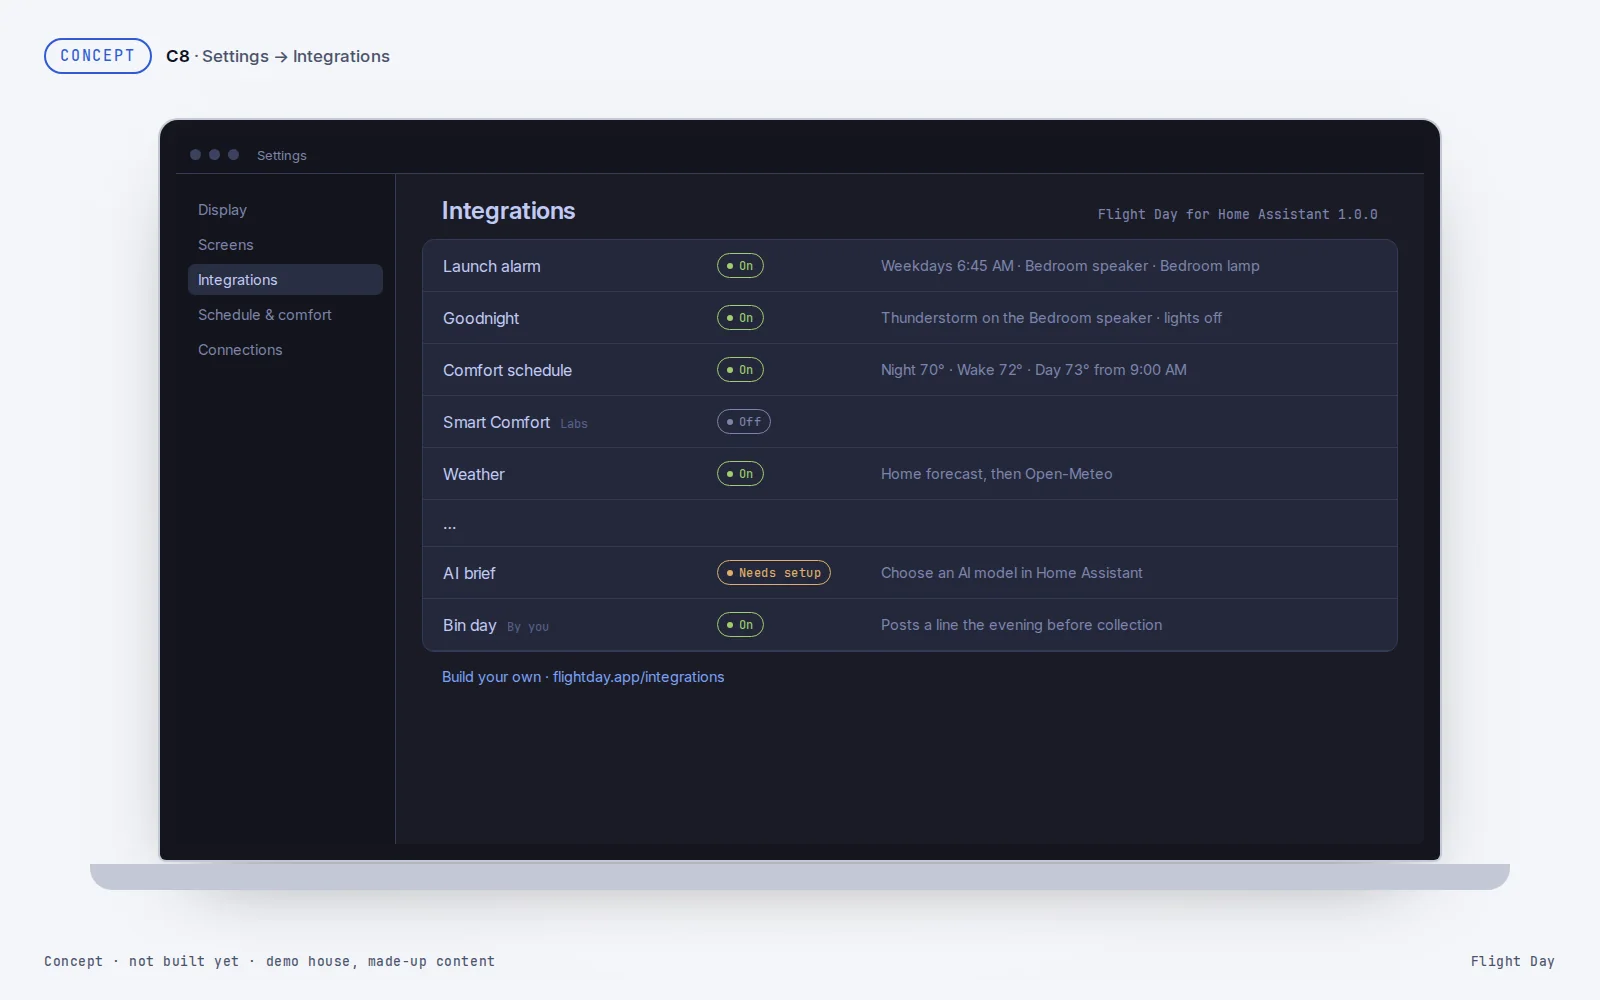 CONCEPT C8 · Settings → Integrations
Settings
Display
Screens
Integrations
Schedule & comfort
Connections
Integrations
Flight Day for Home Assistant 1.0.0
Launch alarm On Weekdays 6:45 AM · Bedroom speaker · Bedroom lamp
Goodnight On Thunderstorm on the Bedroom speaker · lights off
Comfort schedule On Night 70° · Wake 72° · Day 73° from 9:00 AM
Smart Comfort Labs Off
Weather On Home forecast, then Open-Meteo
...
AI brief Needs setup Choose an AI model in Home Assistant
Bin day By you On Posts a line the evening before collection
Build your own · flightday.app/integrations
Concept · not built yet · demo house, made-up content
Flight Day